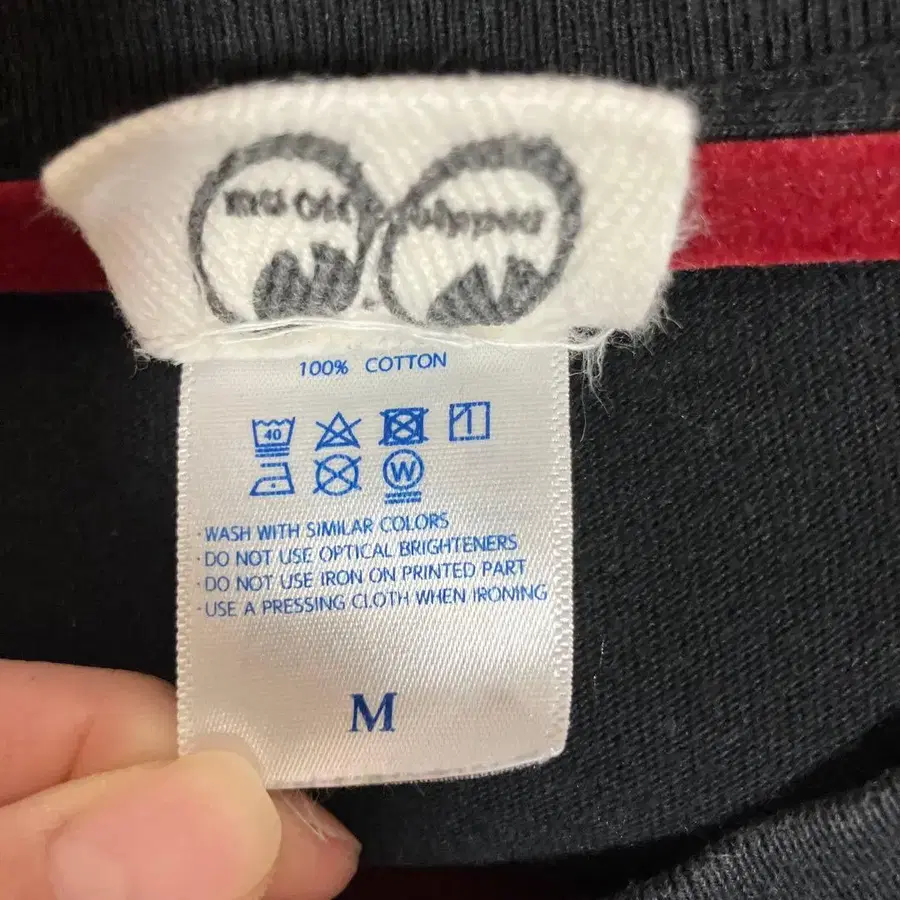 100% COTTON
40
W
· WASH WITH SIMILAR COLORS
· DO NOT USE OPTICAL BRIGHTENERS
· DO NOT USE IRON ON PRINTED PART
· USE A PRESSING CLOTH WHEN IRONING
M